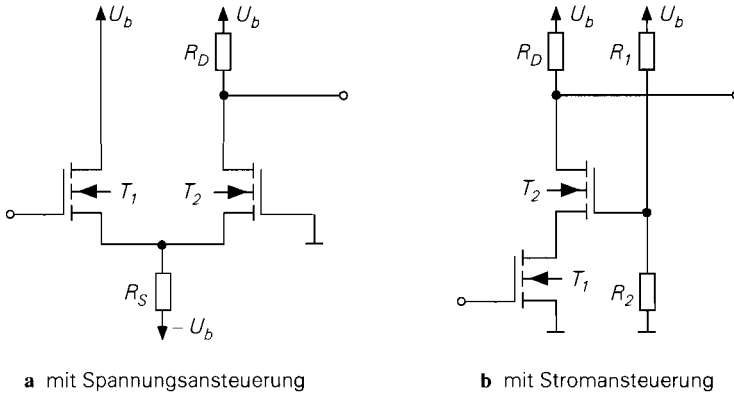 U_b U_b U_b U_b
R_D R_D R_1
T_1 T_2 T_2
R_S T_1 R_2
– U_b
a mit Spannungsansteuerung b mit Stromansteuerung